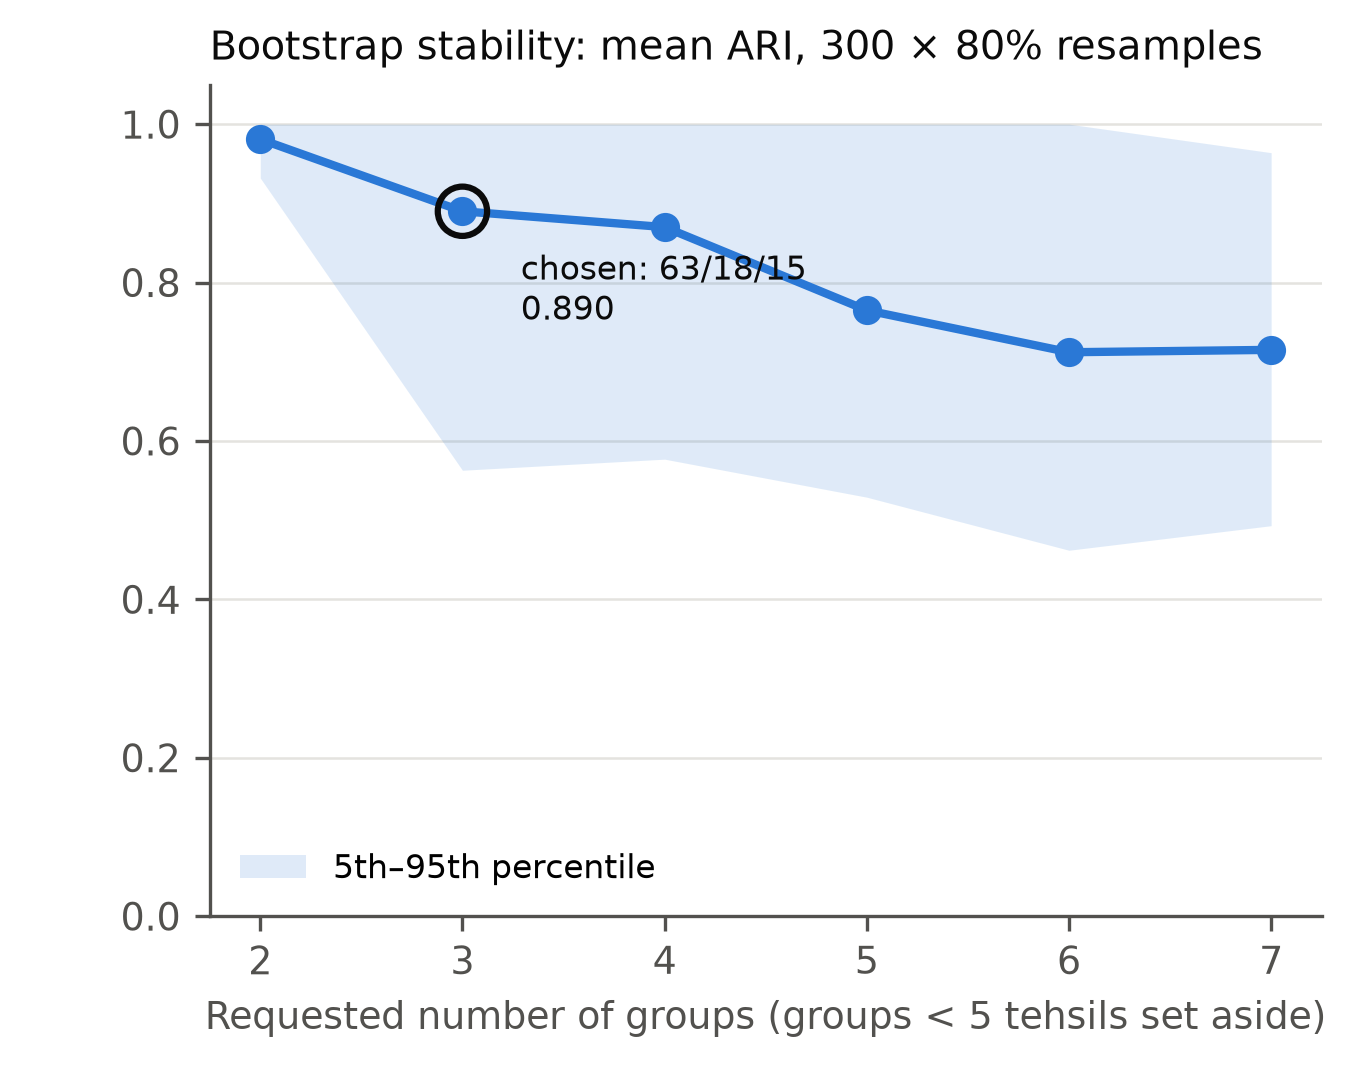 Bootstrap stability: mean ARI, 300 × 80% resamples
1.0
0.8
0.6
0.4
0.2
0.0
chosen: 63/18/15
0.890
5th–95th percentile
2 3 4 5 6 7
Requested number of groups (groups < 5 tehsils set aside)